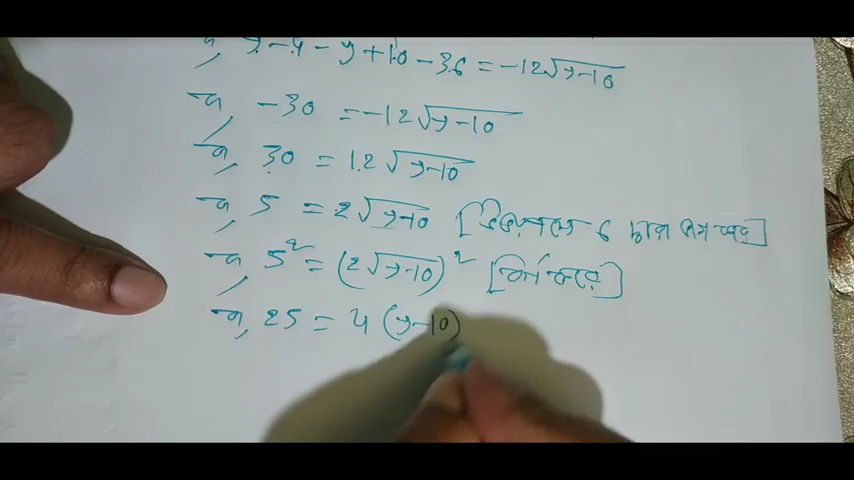 বা, y - 4 - y + 10 - 36 = -12√y-10
বা, -30 = -12√y-10
বা, 30 = 12√y-10
বা, 5 = 2√y-10 [উভয়পক্ষে 6 দ্বারা ভাগ করে]
বা, 5² = (2√y-10)² [বর্গ করে]
বা, 25 = 4 (y-10)